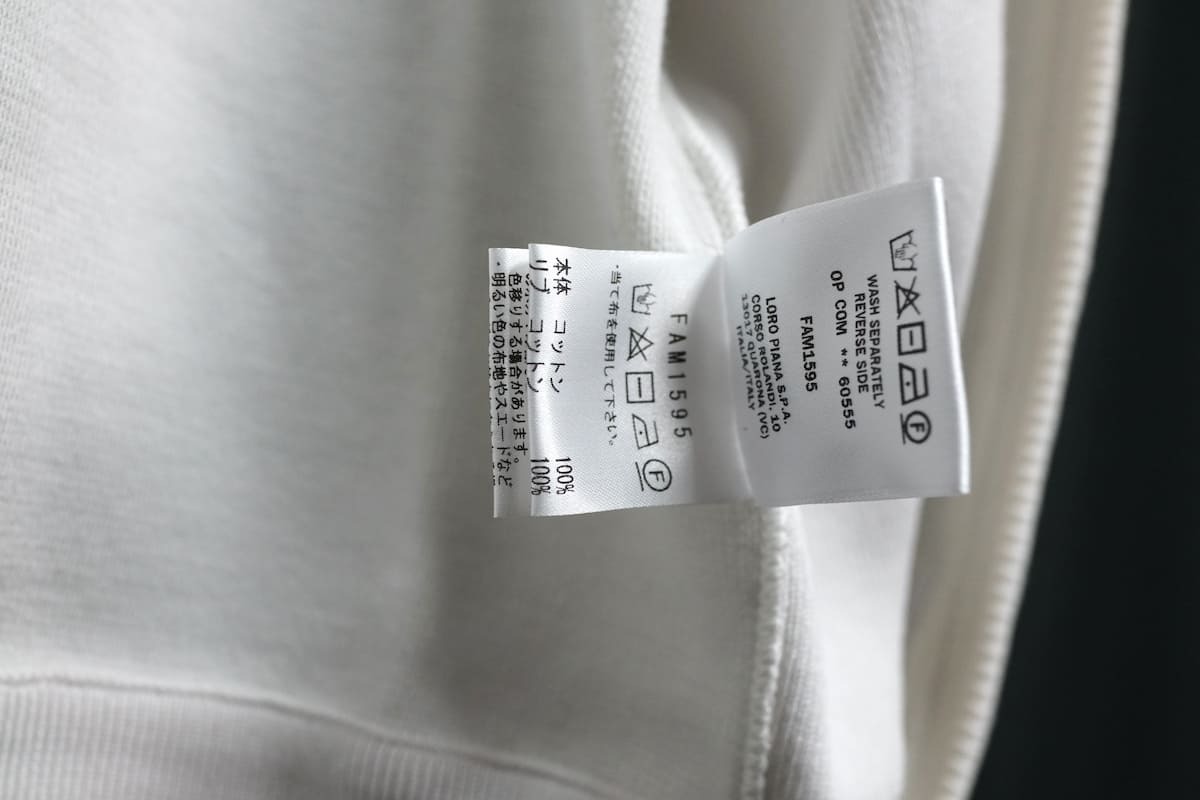 F
WASH SEPARATELY
REVERSE SIDE
OP COM ** 60555
FAM1595
LORO PIANA S.P.A.
CORSO ROLANDI, 10
13017 QUARONA (VC)
ITALIA/ITALY
FAM1595
F
・当て布を使用して下さい。
本体 コットン 100%
リブ コットン 100%
色移りする場合があります。
・明るい色の布地やスエードなど